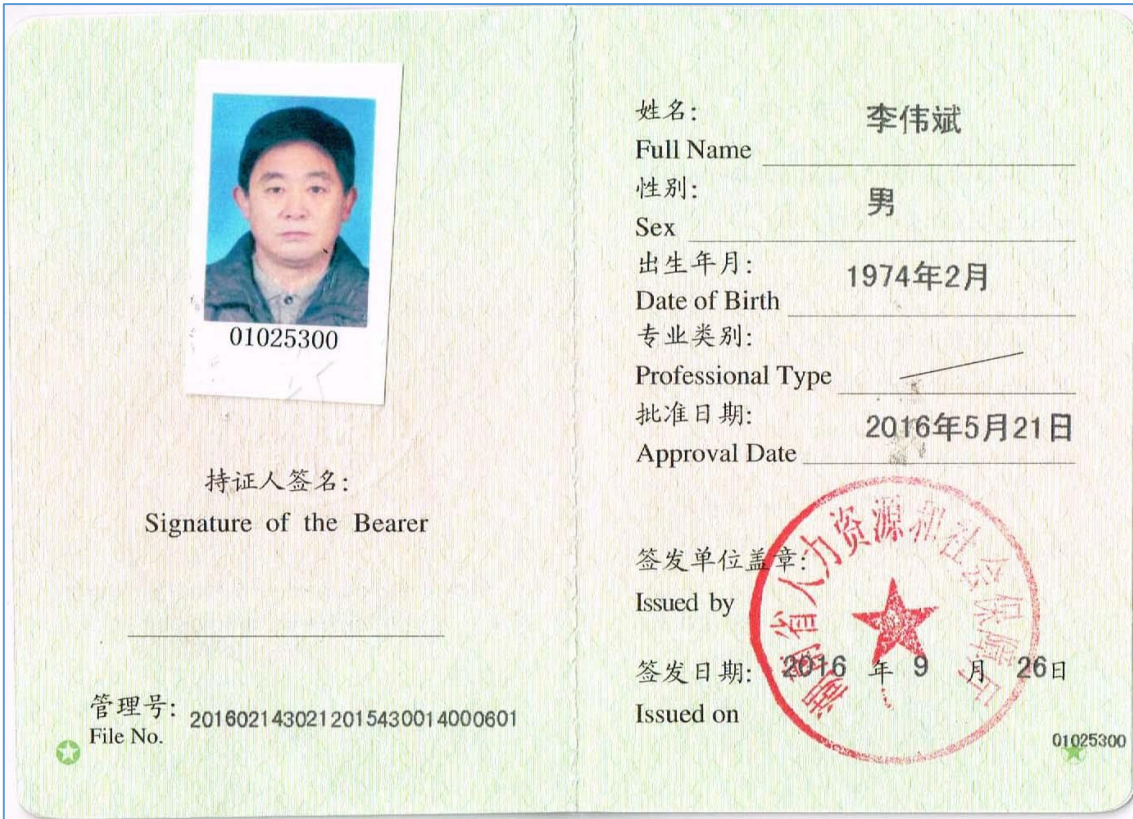 01025300
持证人签名:
Signature of the Bearer
管理号: 2016021430212015430014000601
File No.
姓名: 李伟斌
Full Name
性别: 男
Sex
出生年月: 1974年2月
Date of Birth
专业类别:
Professional Type
批准日期: 2016年5月21日
Approval Date
湖南省人力资源和社会保障厅
签发单位盖章:
Issued by
签发日期: 2016 年 9 月 26日
Issued on
01025300